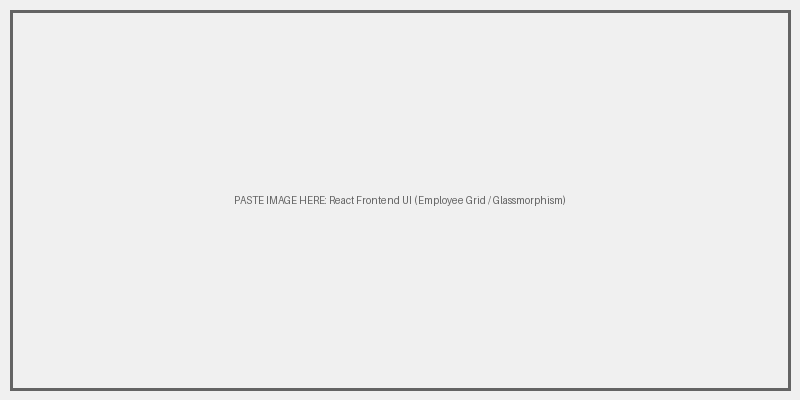 PASTE IMAGE HERE: React Frontend UI (Employee Grid / Glassmorphism)